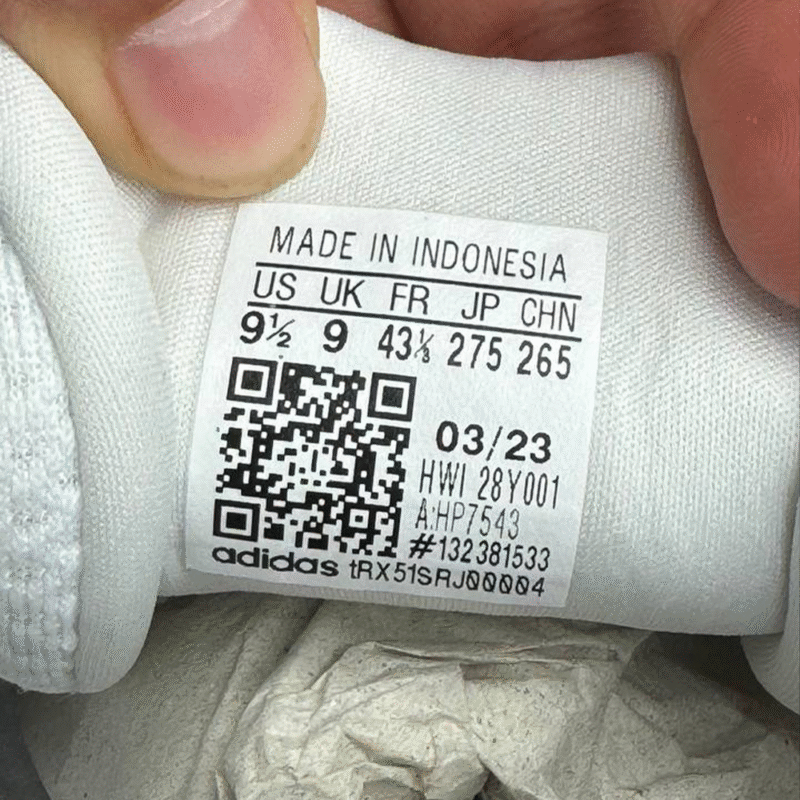 MADE IN INDONESIA
US UK FR JP CHN
9½ 9 43⅓ 275 265
03/23
HWI 28Y001
A:HP7543
#132381533
adidas tRX51SRJ00004